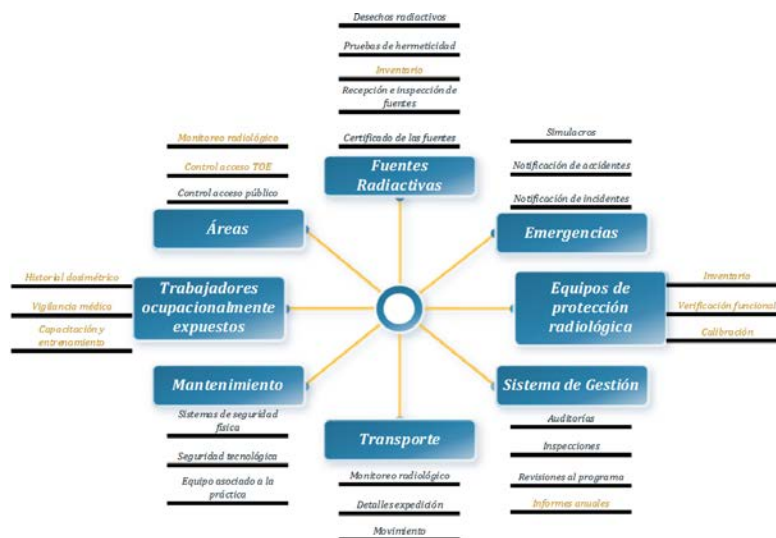 Desechos radiactivos
Pruebas de hermeticidad
Inventario
Recepción e inspección de
fuentes
Certificado de las fuentes
Fuentes
Radiactivas
Monitoreo radiológico
Control acceso TOE
Control acceso público
Áreas
Simulacros
Notificación de accidentes
Notificación de incidentes
Emergencias
Historial dosimétrico
Vigilancia médica
Capacitación y
entrenamiento
Trabajadores
ocupacionalmente
expuestos
Equipos de
protección
radiológica
Inventario
Verificación funcional
Calibración
Mantenimiento
Sistemas de seguridad
física
Seguridad tecnológica
Equipo asociado a la
práctica
Transporte
Monitoreo radiológico
Detalles expedición
Movimiento
Sistema de Gestión
Auditorías
Inspecciones
Revisiones al programa
Informes anuales